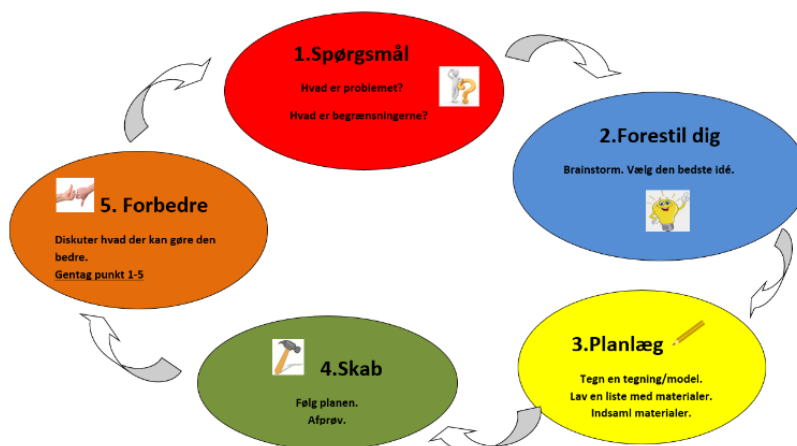 1.Spørgsmål
Hvad er problemet?
Hvad er begrænsningerne?
2.Forestil dig
Brainstorm. Vælg den bedste idé.
3.Planlæg
Tegn en tegning/model.
Lav en liste med materialer.
Indsaml materialer.
4.Skab
Følg planen.
Afprøv.
5. Forbedre
Diskuter hvad der kan gøre den
bedre.
Gentag punkt 1-5